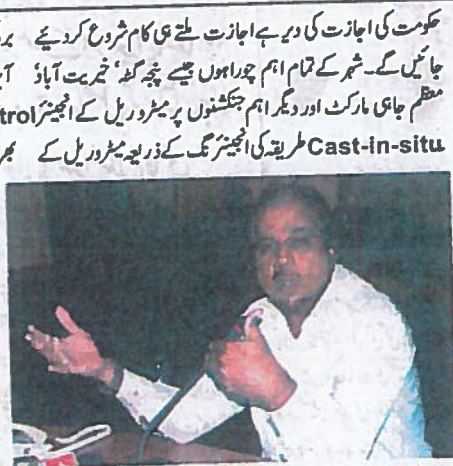 حکومت کی اجازت کی دیر ہے اجازت ملتے ہی کام شروع کردئیے
جائیں گے۔ شہر کے تمام اہم چوراہوں جیسے پنجہ گٹہ، خیریت آباد،
معظم جاہی مارکٹ اور دیگر اہم جنکشنوں پر میٹرو ریل کے انجینئر trol
Cast-in-situ طریقہ کی انجینئرنگ کے ذریعہ میٹرو ریل کے